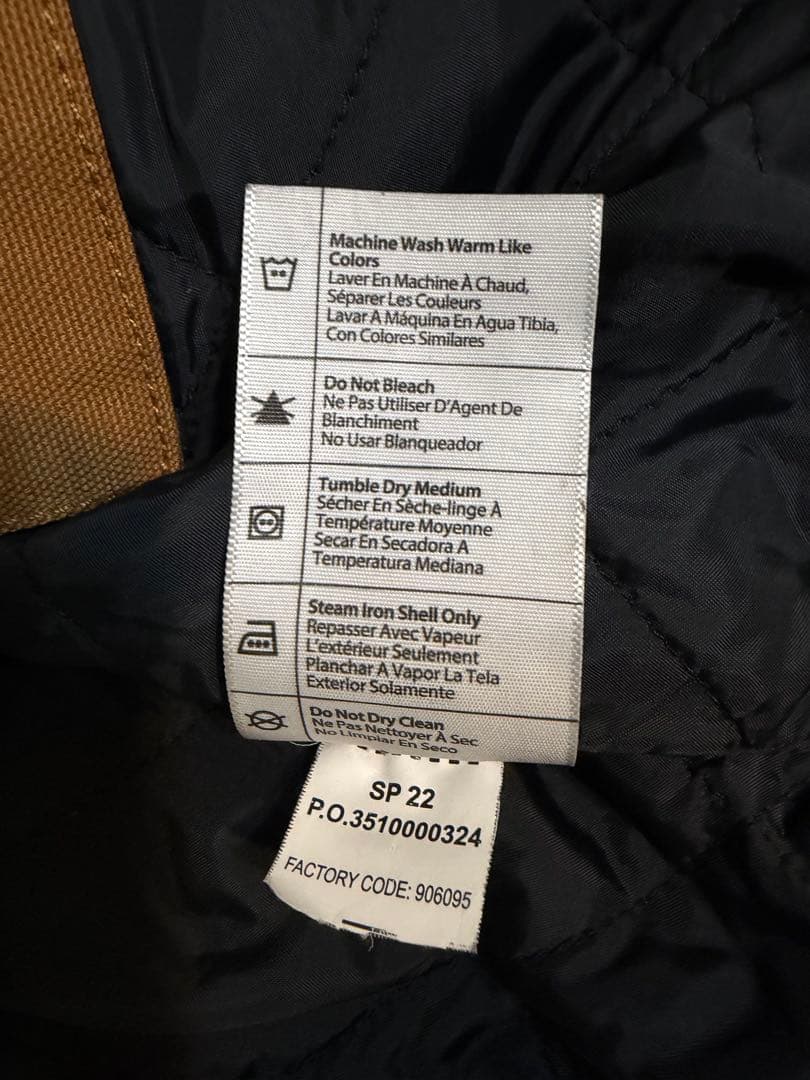 Machine Wash Warm Like
Colors
Laver En Machine À Chaud,
Séparer Les Couleurs
Lavar A Máquina En Agua Tibia,
Con Colores Similares
Do Not Bleach
Ne Pas Utiliser D'Agent De
Blanchiment
No Usar Blanqueador
Tumble Dry Medium
Sécher En Sèche-linge À
Température Moyenne
Secar En Secadora A
Temperatura Mediana
Steam Iron Shell Only
Repasser Avec Vapeur
L'extérieur Seulement
Planchar A Vapor La Tela
Exterior Solamente
Do Not Dry Clean
Ne Pas Nettoyer À Sec
No Limpiar En Seco
SP 22
P.O.3510000324
FACTORY CODE: 906095